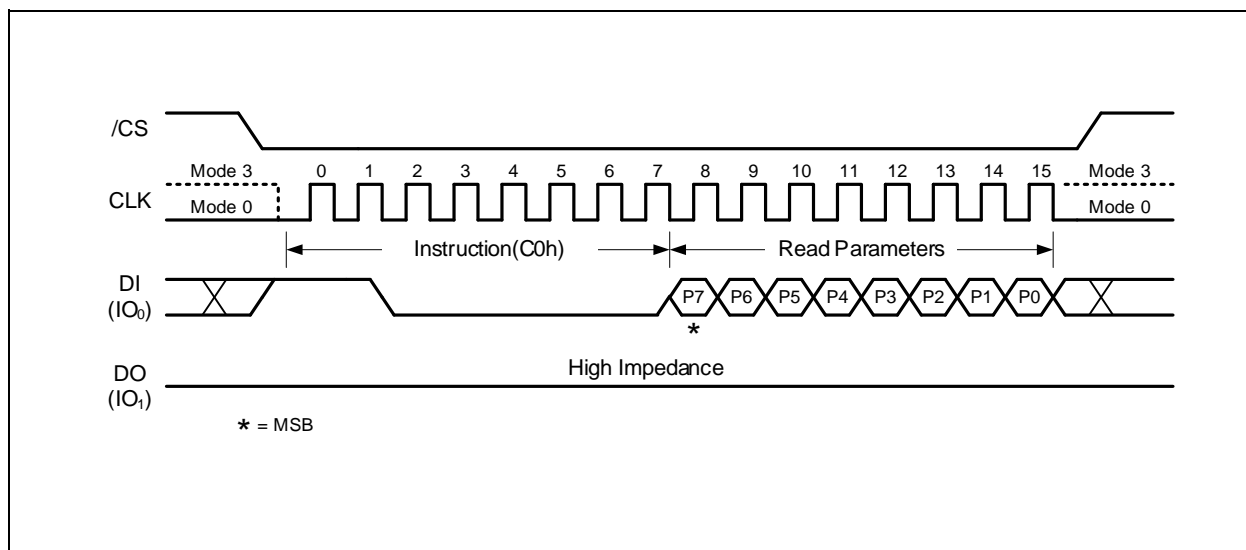 /CS
Mode 3 0 1 2 3 4 5 6 7 8 9 10 11 12 13 14 15 Mode 3
CLK
Mode 0 Mode 0
Instruction(C0h) Read Parameters
DI
(IO₀)
P7 P6 P5 P4 P3 P2 P1 P0
*
High Impedance
DO
(IO₁)
* = MSB